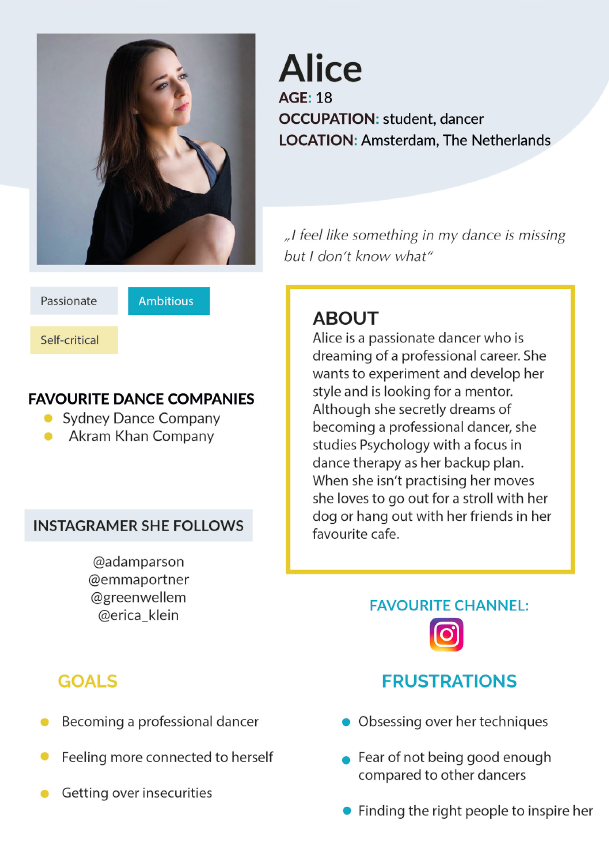 Alice
AGE: 18
OCCUPATION: student, dancer
LOCATION: Amsterdam, The Netherlands
„I feel like something in my dance is missing
but I don't know what“
Passionate
Ambitious
Self-critical
FAVOURITE DANCE COMPANIES
Sydney Dance Company
Akram Khan Company
INSTAGRAMER SHE FOLLOWS
@adamparson
@emmaportner
@greenwellem
@erica_klein
ABOUT
Alice is a passionate dancer who is
dreaming of a professional career. She
wants to experiment and develop her
style and is looking for a mentor.
Although she secretly dreams of
becoming a professional dancer, she
studies Psychology with a focus in
dance therapy as her backup plan.
When she isn't practising her moves
she loves to go out for a stroll with her
dog or hang out with her friends in her
favourite cafe.
FAVOURITE CHANNEL:
GOALS
Becoming a professional dancer
Feeling more connected to herself
Getting over insecurities
FRUSTRATIONS
Obsessing over her techniques
Fear of not being good enough
compared to other dancers
Finding the right people to inspire her